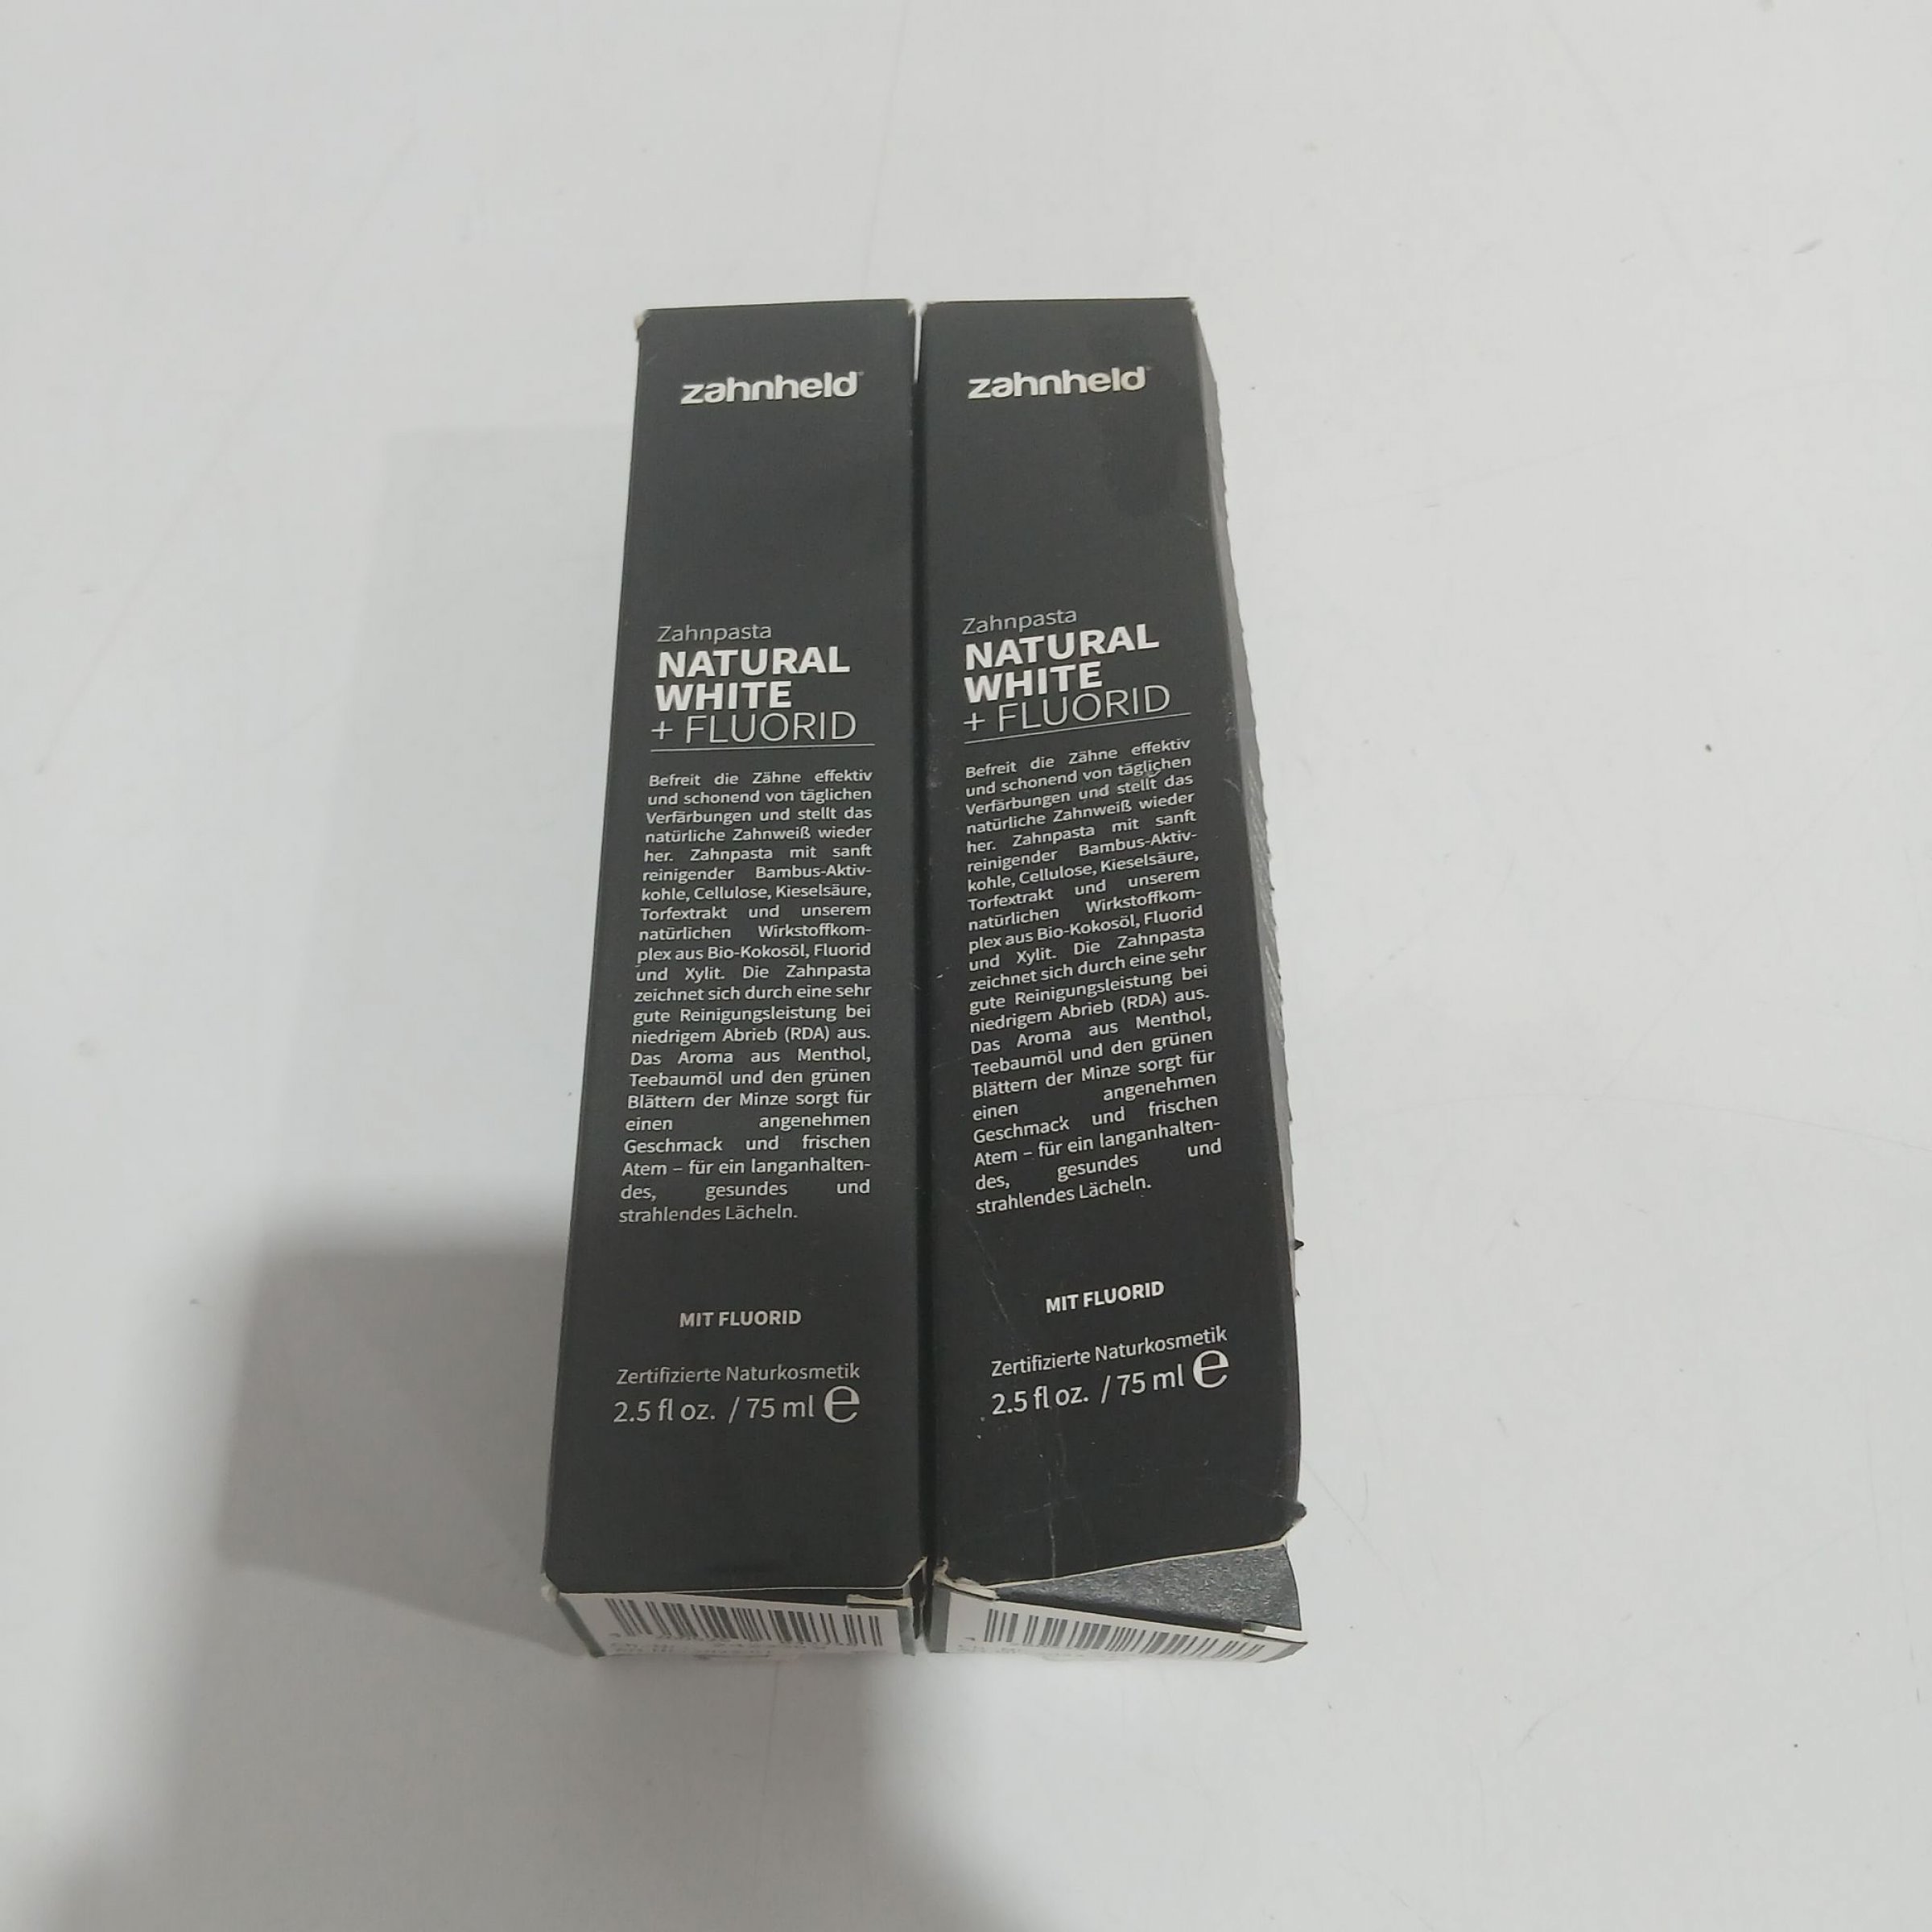 zahnheld
Zahnpasta
NATURAL
WHITE
+ FLUORID
Befreit die Zähne effektiv
und schonend von täglichen
Verfärbungen und stellt das
natürliche Zahnweiß wieder
her. Zahnpasta mit sanft
reinigender Bambus-Aktiv-
kohle, Cellulose, Kieselsäure,
Torfextrakt und unserem
natürlichen Wirkstoffkom-
plex aus Bio-Kokosöl, Fluorid
und Xylit. Die Zahnpasta
zeichnet sich durch eine sehr
gute Reinigungsleistung bei
niedrigem Abrieb (RDA) aus.
Das Aroma aus Menthol,
Teebaumöl und den grünen
Blättern der Minze sorgt für
einen angenehmen
Geschmack und frischen
Atem – für ein langanhalten-
des, gesundes und
strahlendes Lächeln.
MIT FLUORID
Zertifizierte Naturkosmetik
2.5 fl oz. / 75 ml e
zahnheld
Zahnpasta
NATURAL
WHITE
+ FLUORID
Befreit die Zähne effektiv
und schonend von täglichen
Verfärbungen und stellt das
natürliche Zahnweiß wieder
her. Zahnpasta mit sanft
reinigender Bambus-Aktiv-
kohle, Cellulose, Kieselsäure,
Torfextrakt und unserem
natürlichen Wirkstoffkom-
plex aus Bio-Kokosöl, Fluorid
und Xylit. Die Zahnpasta
zeichnet sich durch eine sehr
gute Reinigungsleistung bei
niedrigem Abrieb (RDA) aus.
Das Aroma aus Menthol,
Teebaumöl und den grünen
Blättern der Minze sorgt für
einen angenehmen
Geschmack und frischen
Atem – für ein langanhalten-
des, gesundes und
strahlendes Lächeln.
MIT FLUORID
Zertifizierte Naturkosmetik
2.5 fl oz. / 75 ml e